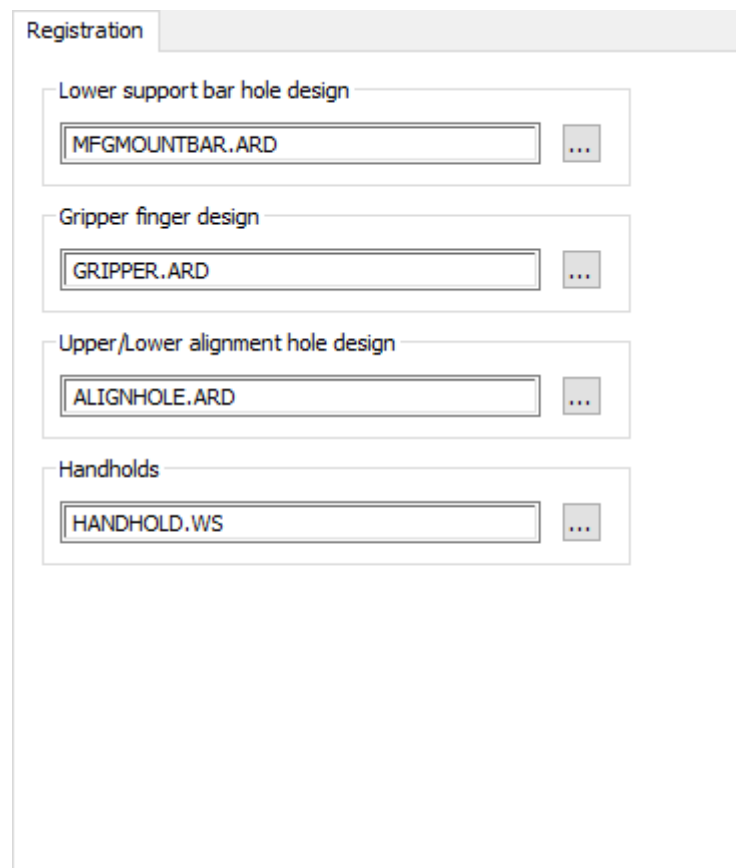 Registration
Lower support bar hole design
MFGMOUNTBAR.ARD
...
Gripper finger design
GRIPPER.ARD
...
Upper/Lower alignment hole design
ALIGNHOLE.ARD
...
Handholds
HANDHOLD.WS
...